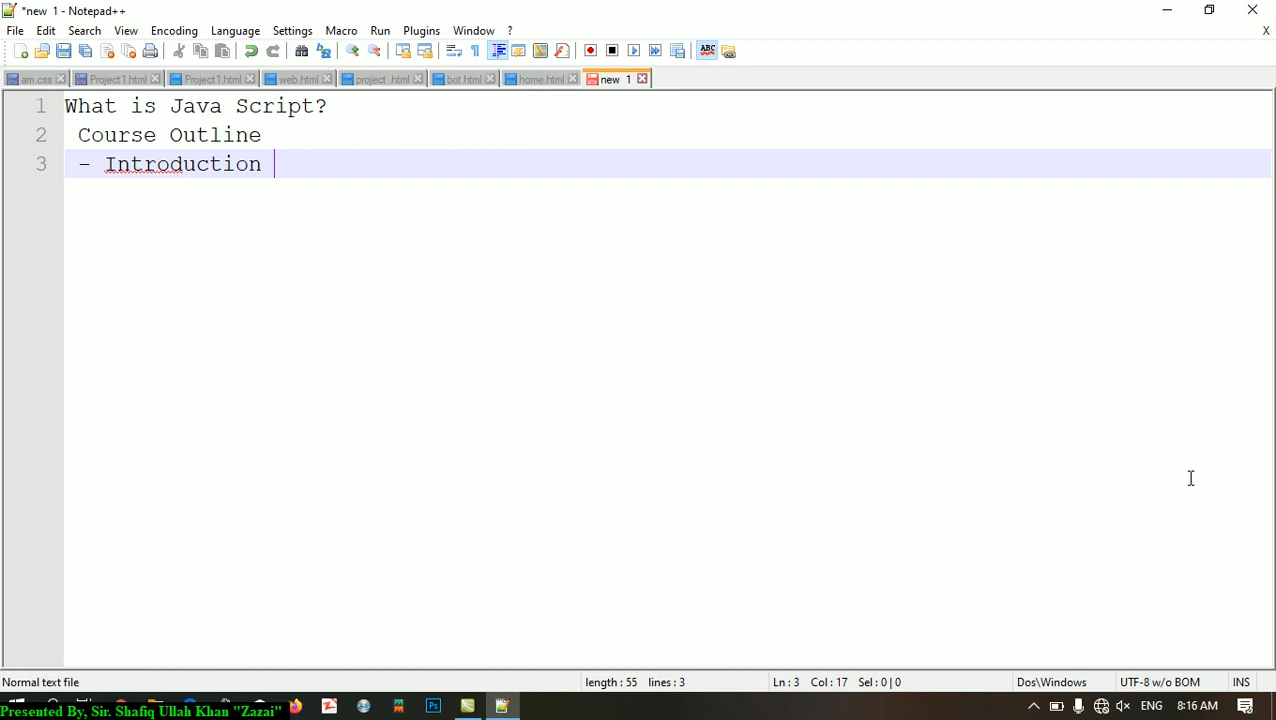 *new 1 - Notepad++
File Edit Search View Encoding Language Settings Macro Run Plugins Window ? X
ABC
am.css Project1.html Project1.html web.html project .html bot.html home.html new 1
1 What is Java Script?
2 Course Outline
3 - Introduction
Normal text file length : 55 lines : 3 Ln : 3 Col : 17 Sel : 0 | 0 Dos\Windows UTF-8 w/o BOM INS
Ps ENG 8:16 AM
Presented By, Sir. Shafiq Ullah Khan "Zazai"